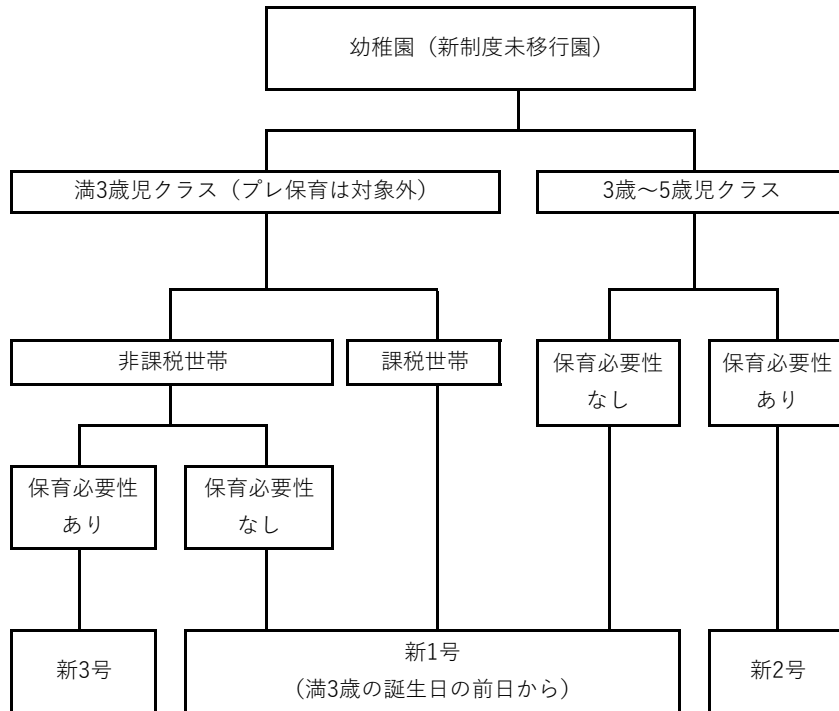 幼稚園（新制度未移行園）
満3歳児クラス（プレ保育は対象外）
3歳～5歳児クラス
非課税世帯
課税世帯
保育必要性
なし
保育必要性
あり
保育必要性
あり
保育必要性
なし
新3号
新1号
（満3歳の誕生日の前日から）
新2号